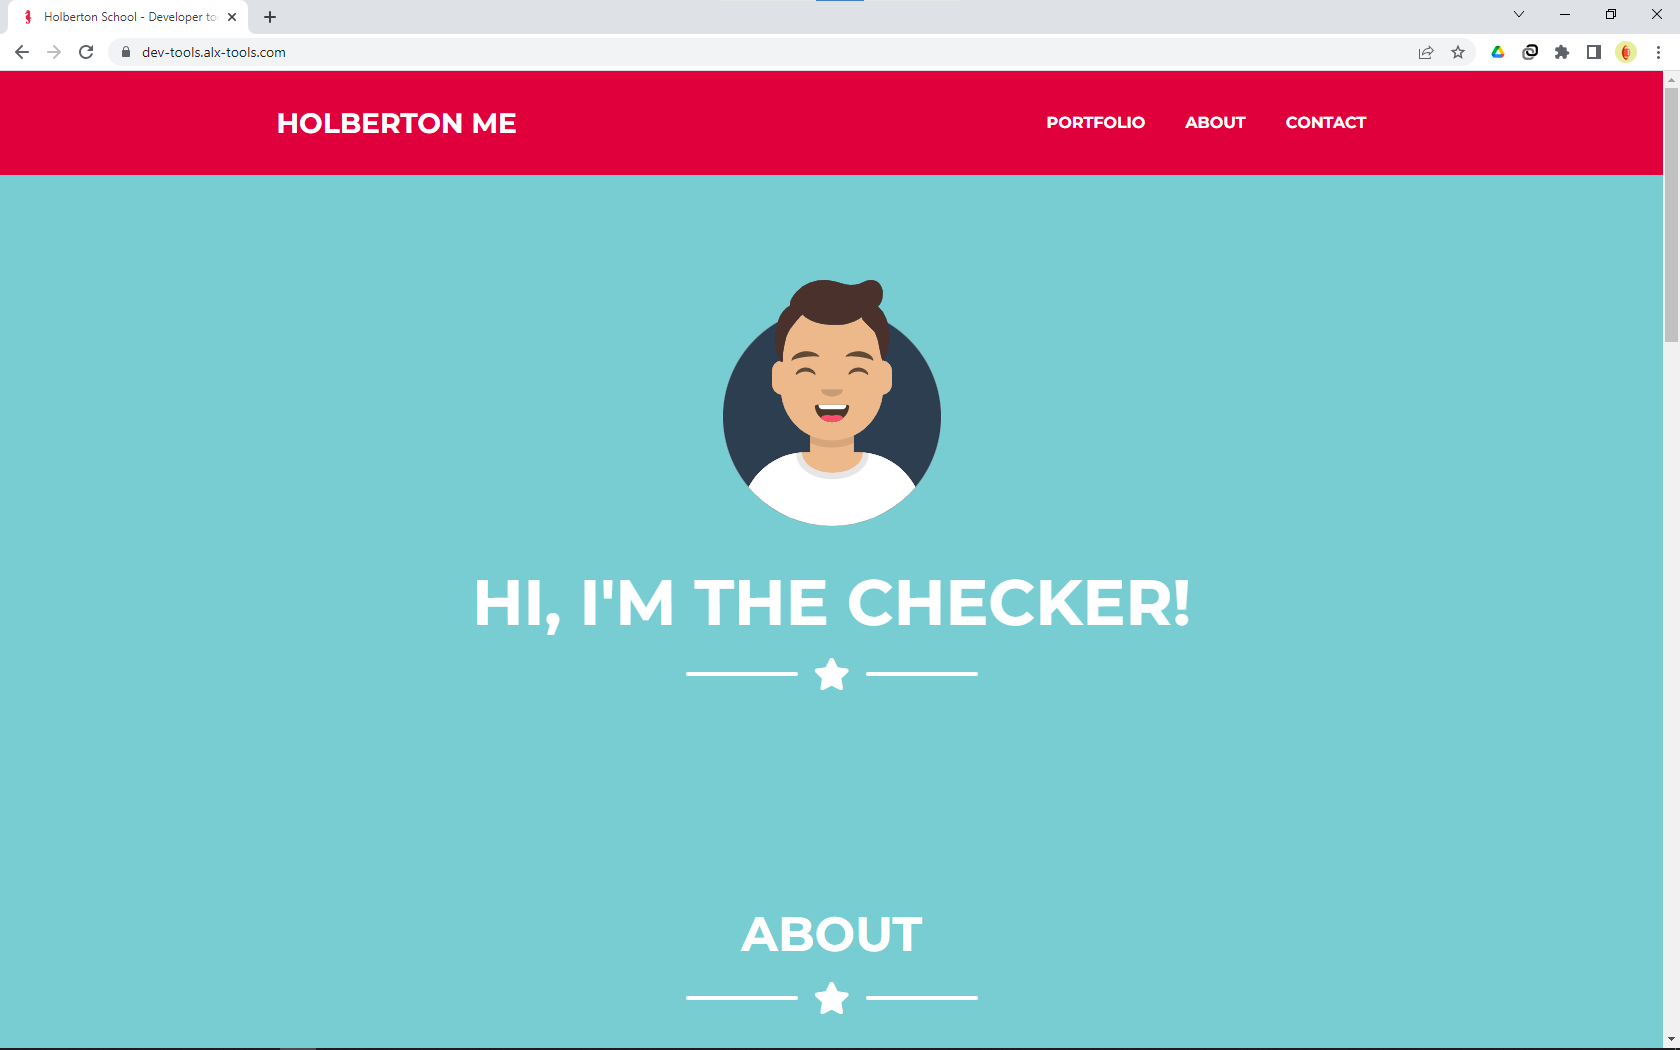 Holberton School - Developer to
dev-tools.alx-tools.com
HOLBERTON ME
PORTFOLIO ABOUT CONTACT
HI, I'M THE CHECKER!
ABOUT